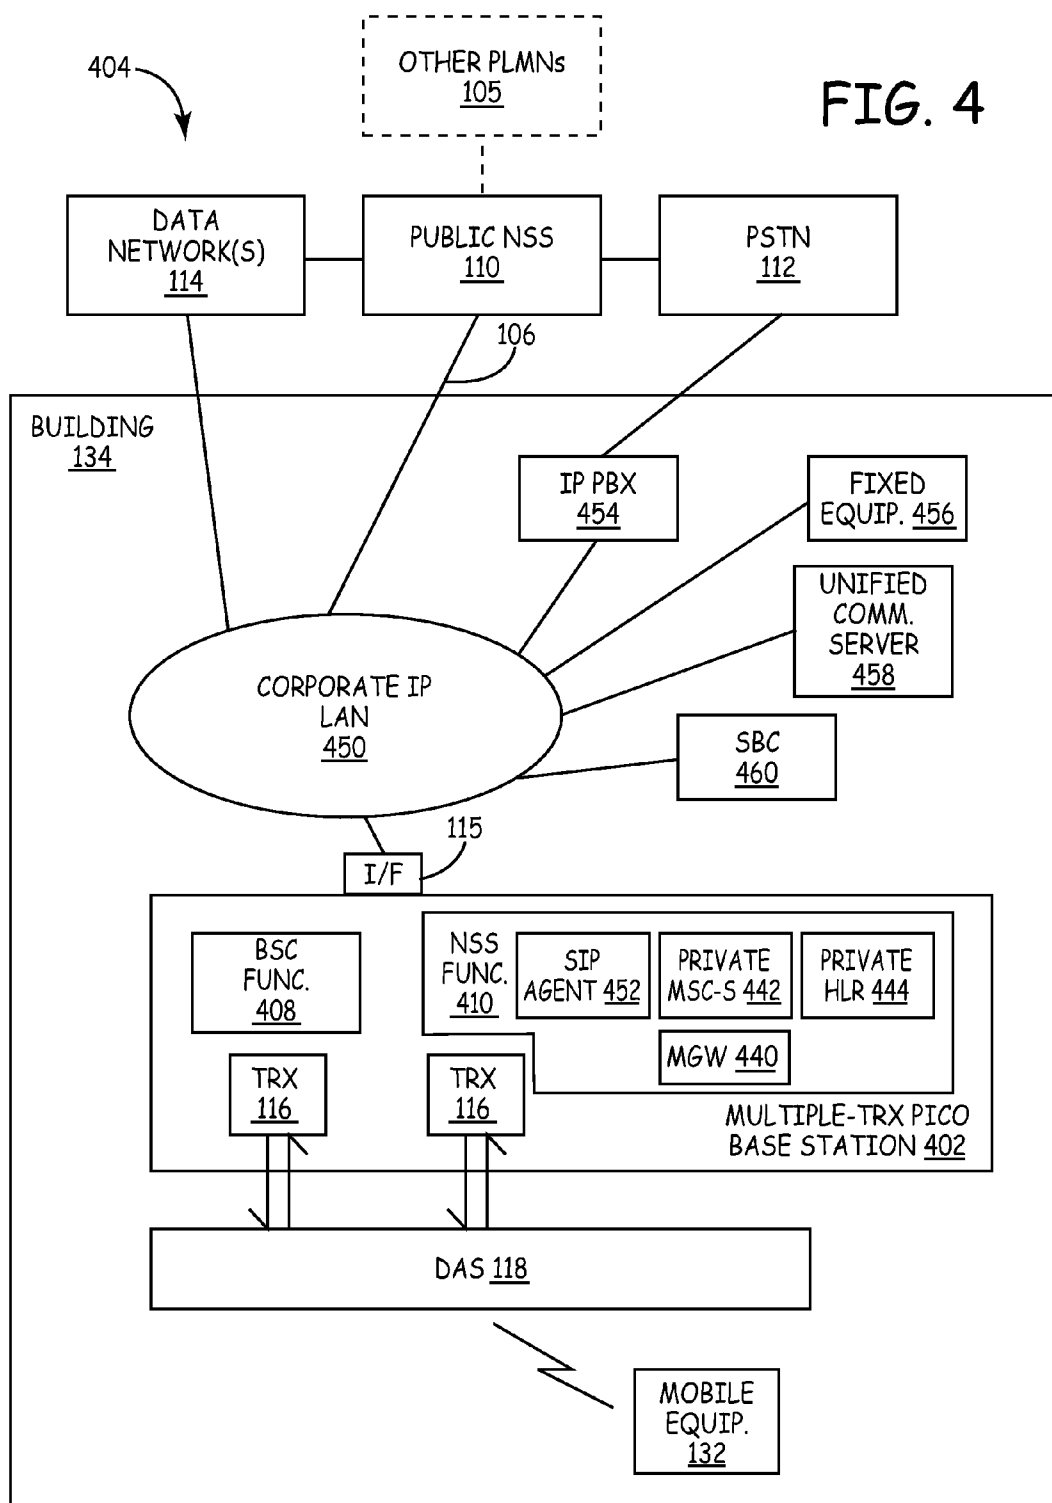 OTHER PLMNs
105
404
FIG. 4
DATA
NETWORK(S)
114
PUBLIC NSS
110
PSTN
112
106
BUILDING
134
IP PBX
454
FIXED
EQUIP. 456
UNIFIED
COMM.
SERVER
458
CORPORATE IP
LAN
450
SBC
460
115
I/F
BSC
FUNC.
408
NSS
FUNC.
410
SIP
AGENT 452
PRIVATE
MSC-S 442
PRIVATE
HLR 444
MGW 440
TRX
116
TRX
116
MULTIPLE-TRX PICO
BASE STATION 402
DAS 118
MOBILE
EQUIP.
132